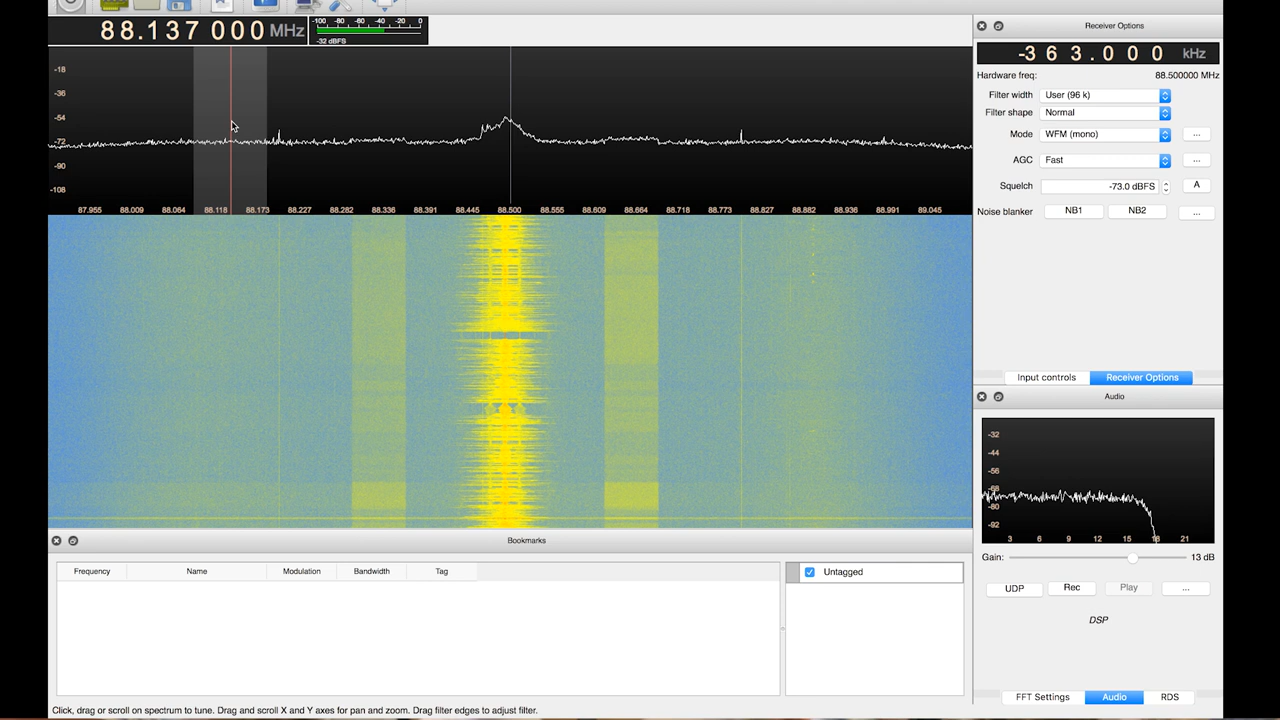 88.137 000 MHz
-100 -80 -60 -40 -20 0
-32 dBFS
-18
-36
-54
-72
-90
-108
87.955 88.009 88.064 88.118 88.173 88.227 88.282 88.336 88.391 88.445 88.500 88.555 88.609 88.664 88.718 88.773 88.827 88.882 88.936 88.991 89.045
Receiver Options
-363.000 kHz
Hardware freq: 88.500000 MHz
Filter width User (96 k)
Filter shape Normal
Mode WFM (mono) ...
AGC Fast ...
Squelch -73.0 dBFS A
Noise blanker NB1 NB2 ...
Input controls Receiver Options
Audio
-32
-44
-56
-68
-80
-92
3 6 9 12 15 18 21
Gain: 13 dB
UDP Rec Play ...
DSP
FFT Settings Audio RDS
Bookmarks
Frequency Name Modulation Bandwidth Tag
Untagged
Click, drag or scroll on spectrum to tune. Drag and scroll X and Y axes for pan and zoom. Drag filter edges to adjust filter.